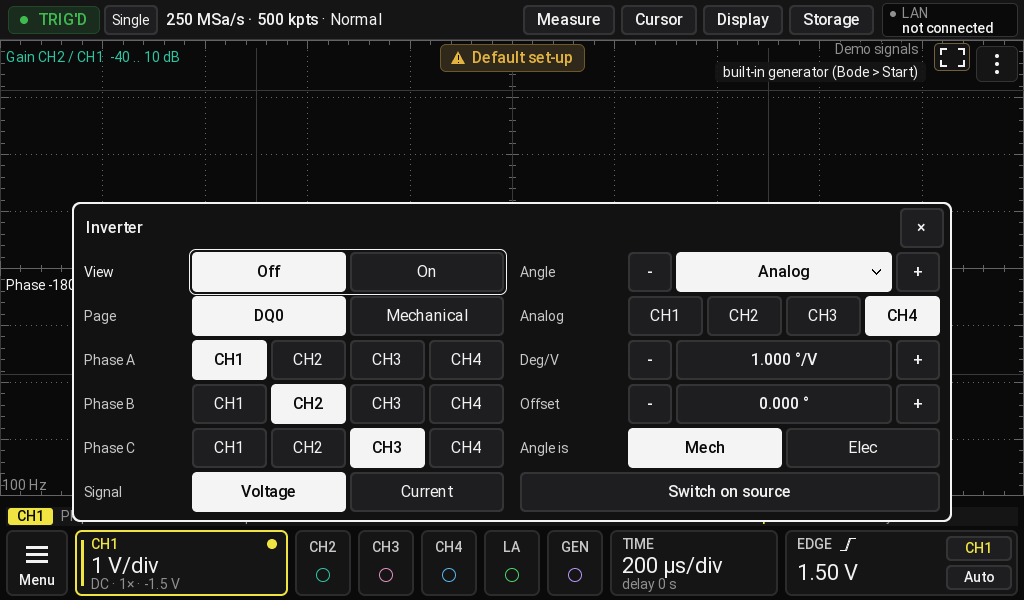 TRIG'D
Single
250 MSa/s · 500 kpts · Normal
Measure
Cursor
Display
Storage
LAN
not connected
Gain CH2 / CH1 -40 .. 10 dB
Default set-up
Demo signals
built-in generator (Bode > Start)
Inverter
×
View
Off
On
Angle
-
Analog
+
Page
DQ0
Mechanical
Analog
CH1
CH2
CH3
CH4
Phase A
CH1
CH2
CH3
CH4
Deg/V
-
1.000 °/V
+
Phase -180
Phase B
CH1
CH2
CH3
CH4
Offset
-
0.000 °
+
Phase C
CH1
CH2
CH3
CH4
Angle is
Mech
Elec
100 Hz
Signal
Voltage
Current
Switch on source
CH1
Menu
CH1
1 V/div
DC · 1× · -1.5 V
CH2
CH3
CH4
LA
GEN
TIME
200 µs/div
delay 0 s
EDGE
1.50 V
CH1
Auto